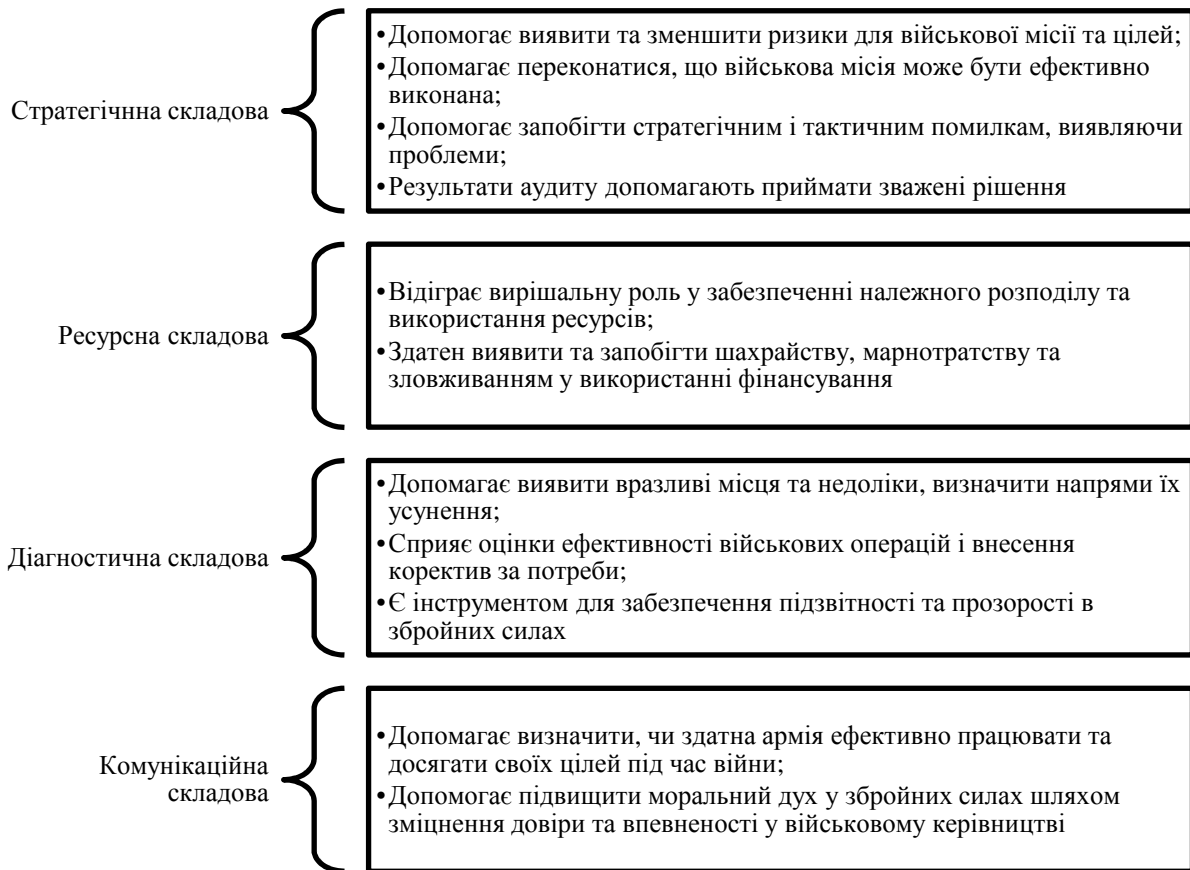 Стратегічнна складова
•Допомогає виявити та зменшити ризики для військової місії та цілей;
•Допомагає переконатися, що військова місія може бути ефективно
виконана;
•Допомогає запобігти стратегічним і тактичним помилкам, виявляючи
проблеми;
•Результати аудиту допомагають приймати зважені рішення
Ресурсна складова
•Відіграє вирішальну роль у забезпеченні належного розподілу та
використання ресурсів;
•Здатен виявити та запобігти шахрайству, марнотратству та
зловживанням у використанні фінансування
Діагностична складова
•Допомагає виявити вразливі місця та недоліки, визначити напрями їх
усунення;
•Сприяє оцінки ефективності військових операцій і внесення
коректив за потреби;
•Є інструментом для забезпечення підзвітності та прозорості в
збройних силах
Комунікаційна
складова
•Допомагає визначити, чи здатна армія ефективно працювати та
досягати своїх цілей під час війни;
•Допомогає підвищити моральний дух у збройних силах шляхом
зміцнення довіри та впевненості у військовому керівництві